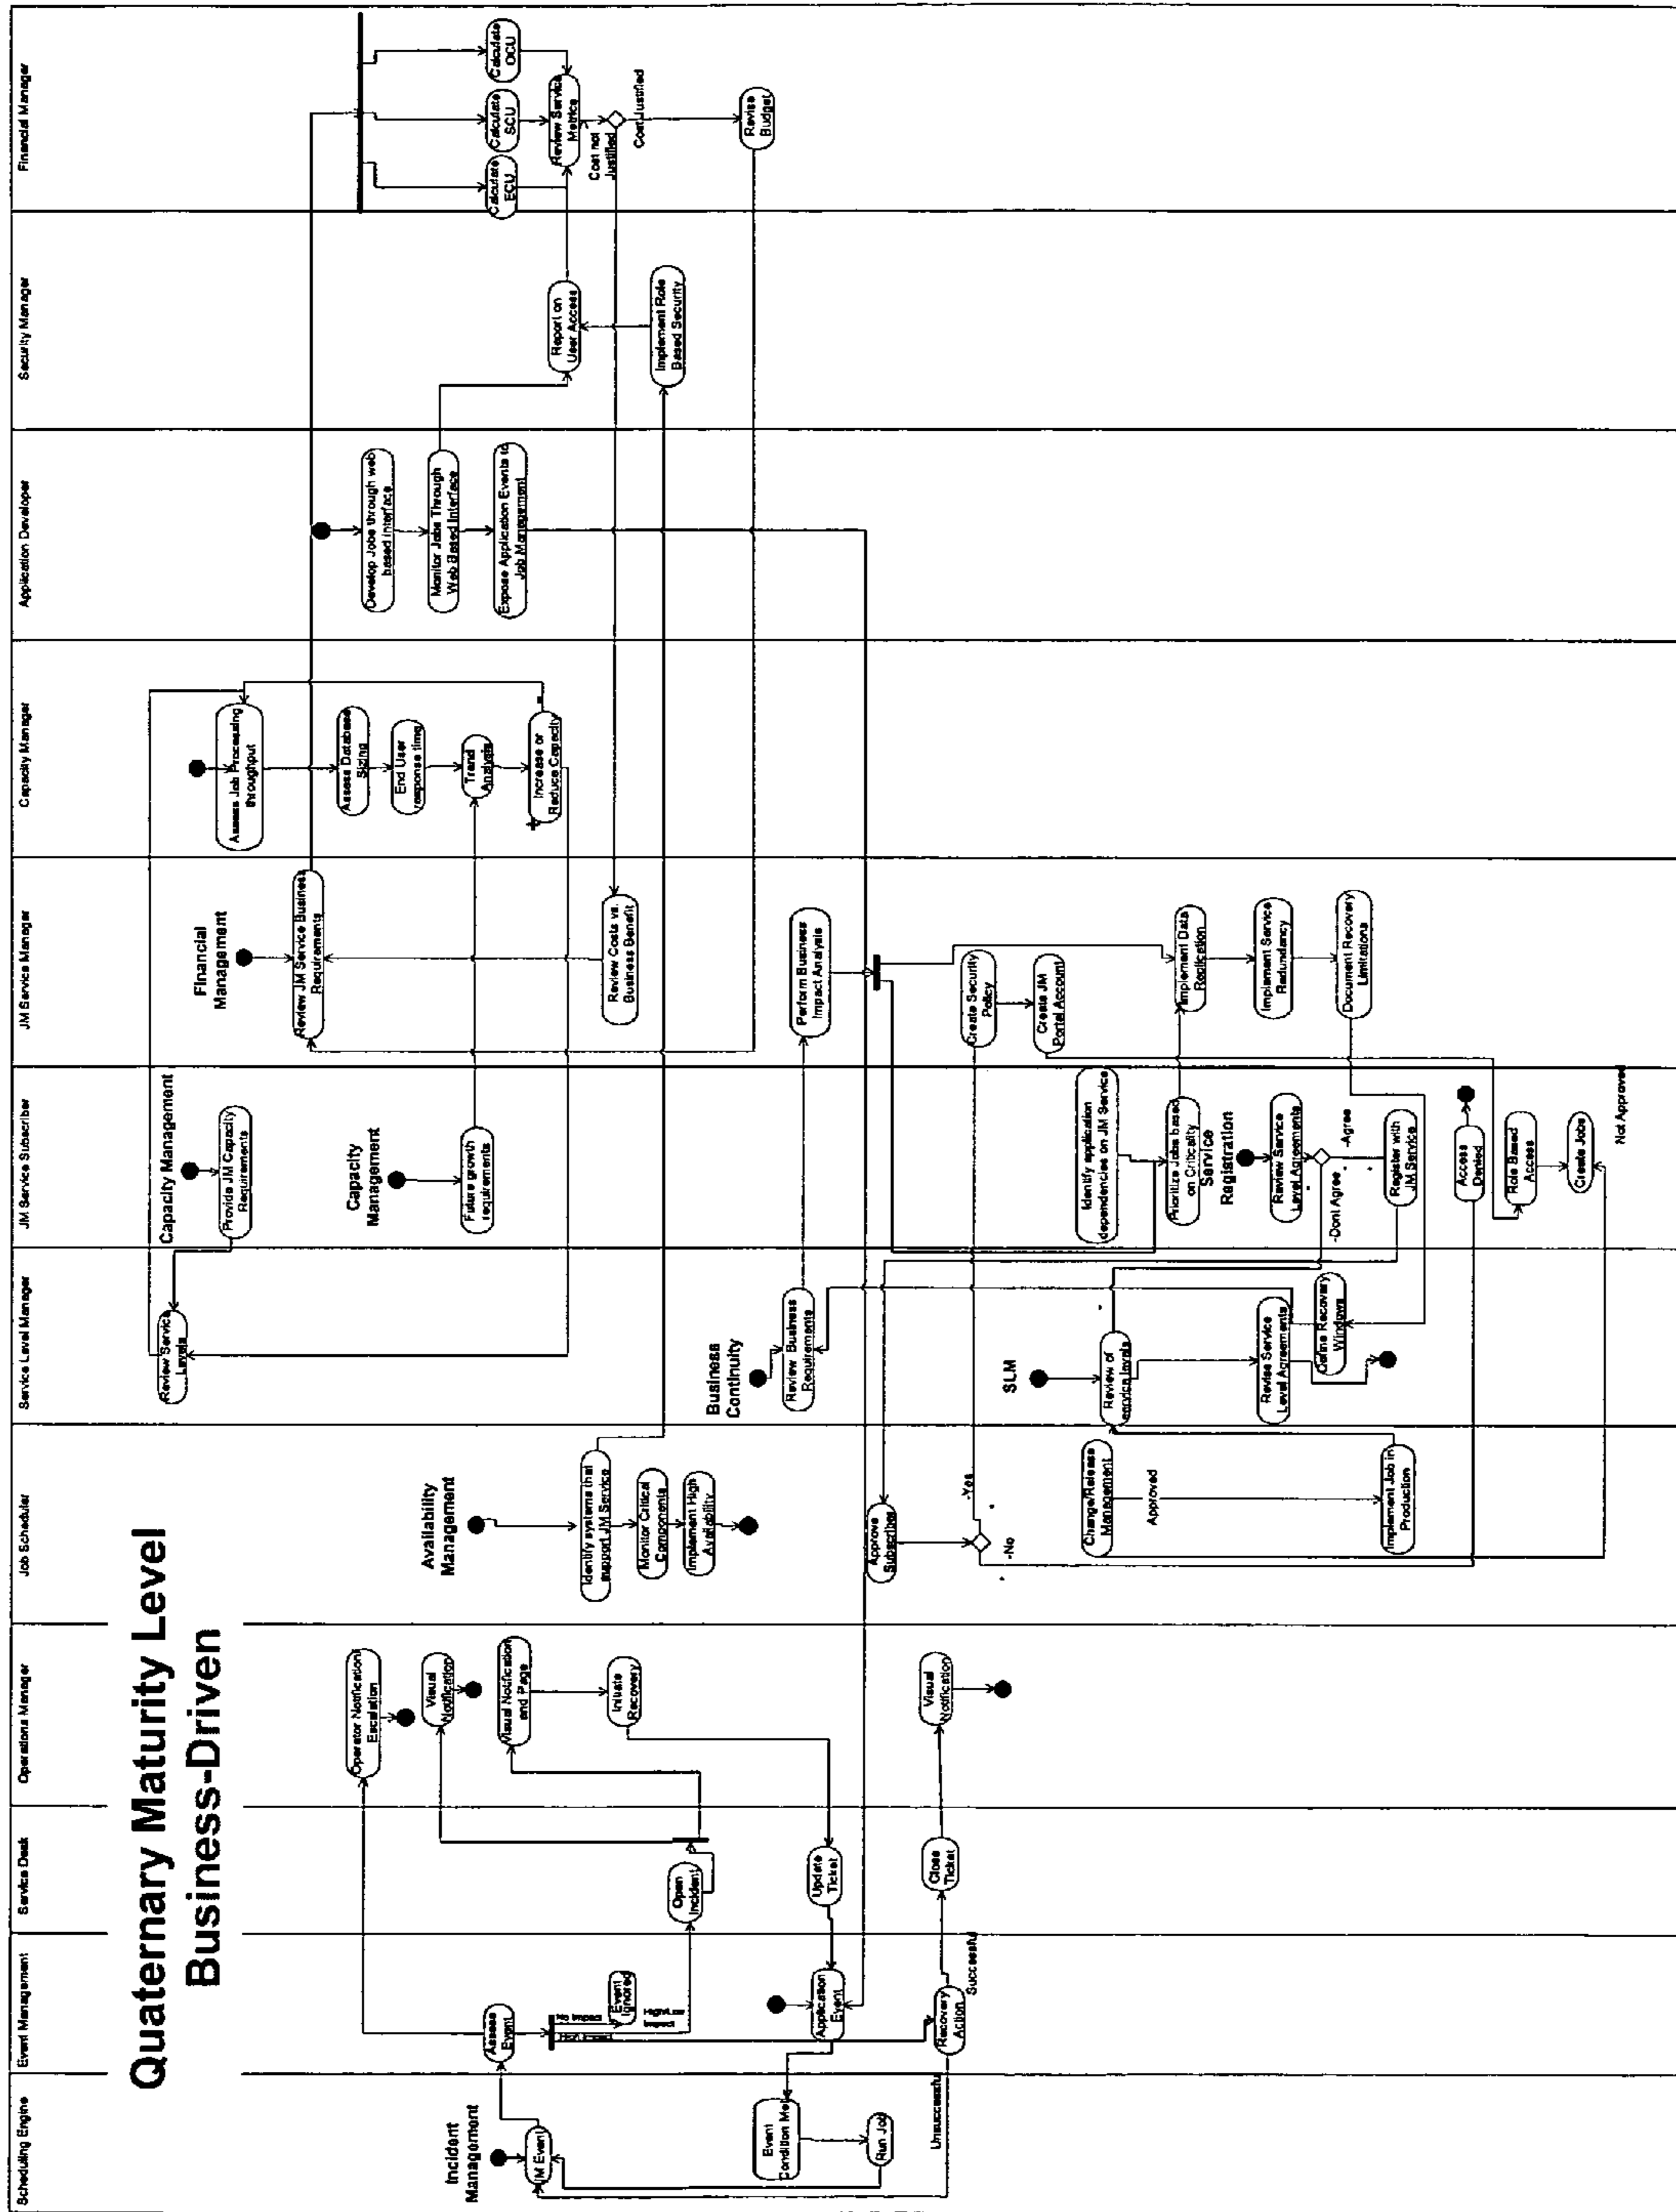 Quaternary Maturity Level
Business-Driven
Scheduling Engine
Event Management
Service Desk
Operations Manager
Job Scheduler
Service Level Manager
JM Service Subscriber
JM Service Manager
Capacity Manager
Application Developer
Security Manager
Financial Manager
Incident
Management
JM Event
Event
Condition Met
Run Job
Unsuccessful
Assess
Event
No Impact
High Impact
Event
Ignored
High/Low
Impact
Application
Event
Recovery
Action
Successful
Open
Incident
Update
Ticket
Close
Ticket
Operator Notification
Escalation
Visual
Notification
Visual Notification
and Page
Initiate
Recovery
Visual
Notification
Availability
Management
Identify systems that
support JM Service
Monitor Critical
Components
Implement High
Availability
Approve
Subscriber
-Yes
-No
Change/Release
Management
Approved
Implement Job in
Production
Review Service
Levels
Business
Continuity
Review Business
Requirements
SLM
Review of
service levels
Revise Service
Level Agreements
Define Recovery
Windows
Capacity Management
Provide JM Capacity
Requirements
Capacity
Management
Future growth
requirements
Identify application
dependencies on JM Service
Prioritize Jobs based
on Criticality
Service
Registration
Review Service
Level Agreements
-Agree
-Dont Agree
Register with
JM Service
Access
Denied
Role Based
Access
Create Jobs
Not Approved
Financial
Management
Review JM Service Business
Requirements
Review Costs vs.
Business Benefit
Perform Business
Impact Analysis
Create Security
Policy
Create JM
Portal Account
Implement Data
Replication
Implement Service
Redundancy
Document Recovery
Limitations
Assess Job Processing
throughput
Assess Database
Sizing
End User
response time
Trend
Analysis
Increase or
Reduce Capacity
+
-
Develop Jobs through web
based interface
Monitor Jobs Through
Web Based Interface
Expose Application Events to
Job Management
Report on
User Access
Implement Role
Based Security
Calculate
ECU
Calculate
SCU
Calculate
OCU
Review Service
Metrics
Cost not
Justified
Cost Justified
Revise
Budget